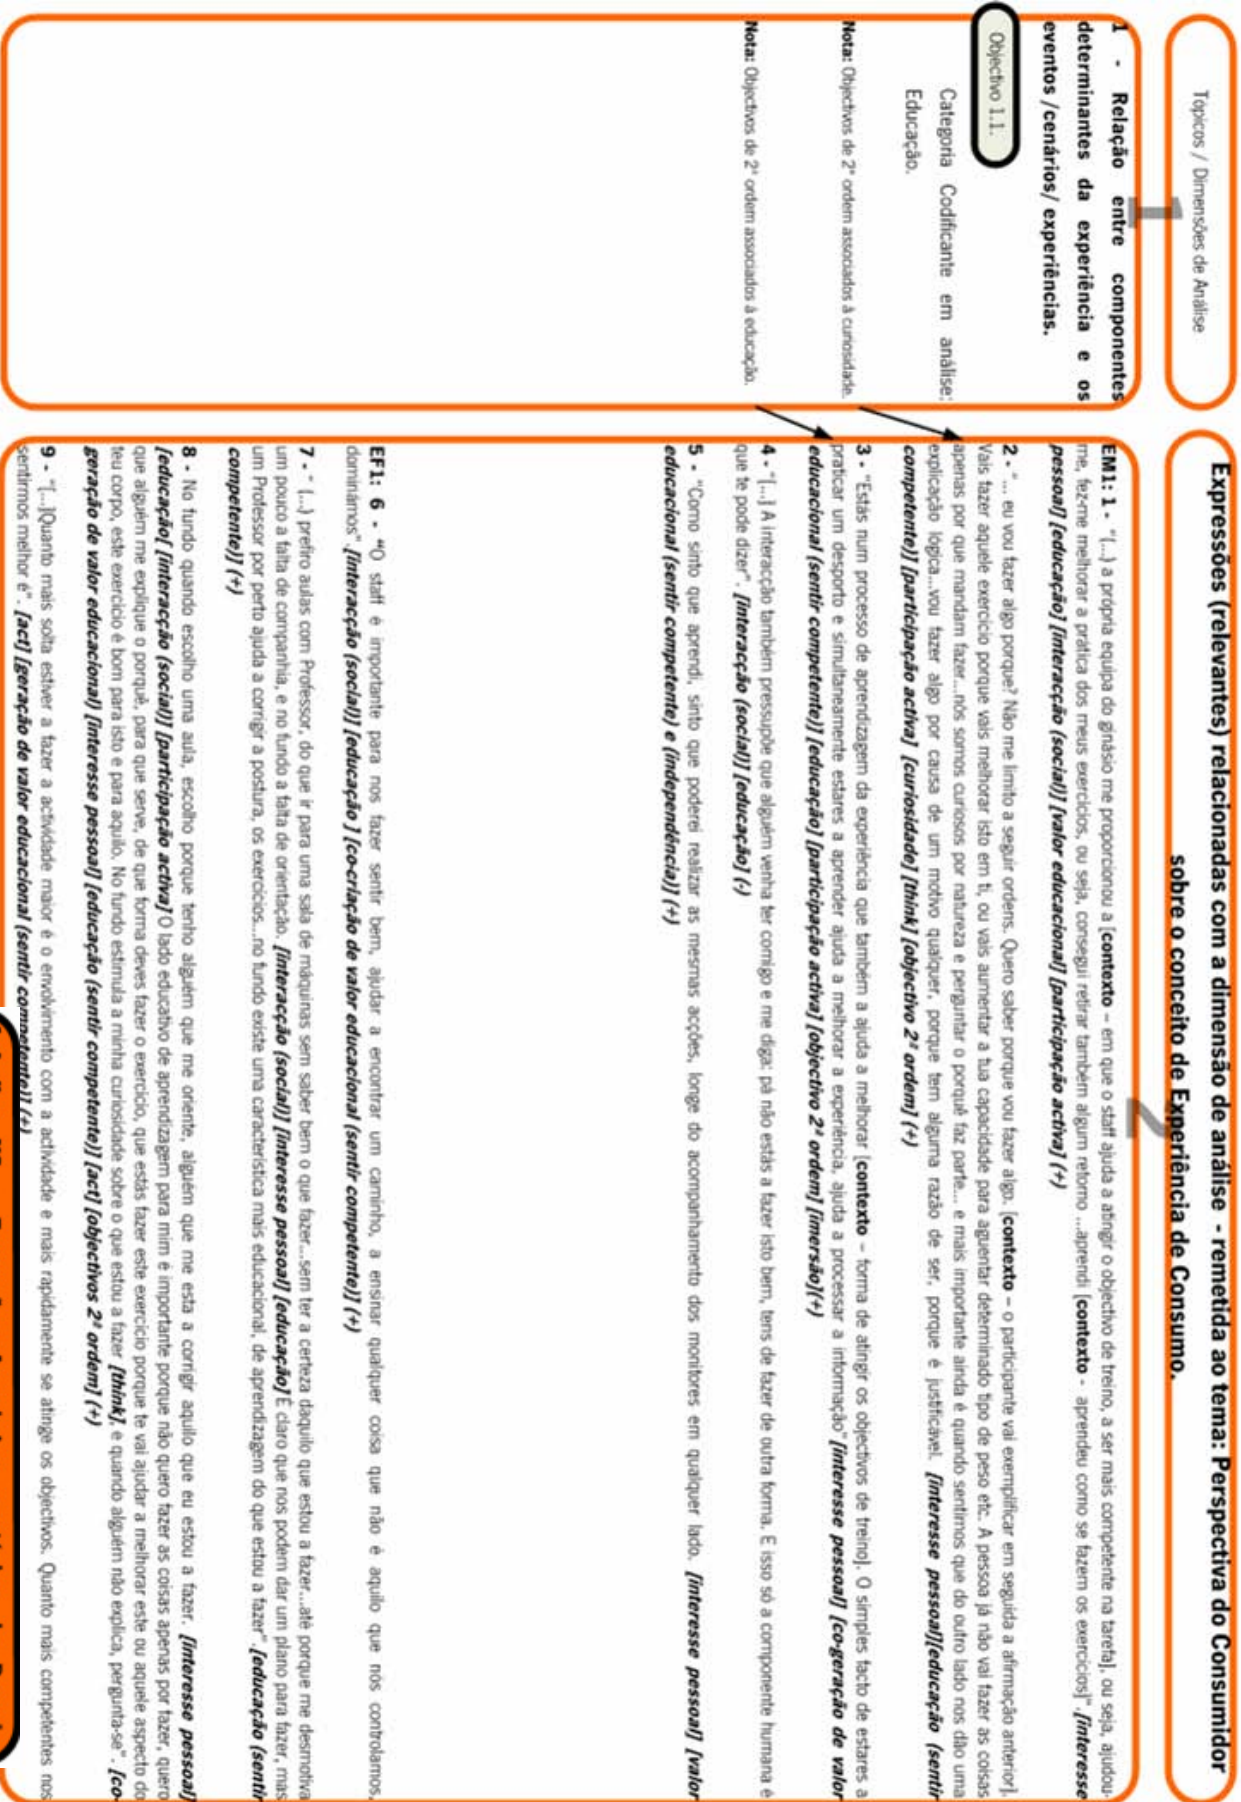 Tópicos / Dimensões de Análise
1
1 - Relação entre componentes
determinantes da experiência e os
eventos /cenários/ experiências.
Objectivo 1.1.
Categoria Codificante em análise:
Educação.
Nota: Objectivos de 2ª ordem associados à curiosidade.
Nota: Objectivos de 2ª ordem associados à educação.
Expressões (relevantes) relacionadas com a dimensão de análise - remetida ao tema: Perspectiva do Consumidor
sobre o conceito de Experiência de Consumo.
2
EM1: 1 - "(...) a própria equipa do ginásio me proporcionou a [contexto – em que o staff ajuda a atingir o objectivo de treino, a ser mais competente na tarefa], ou seja, ajudou-
me, fez-me melhorar a prática dos meus exercícios, ou seja, consegui retirar também algum retorno ...aprendi [contexto - aprendeu como se fazem os exercícios]".[interesse
pessoal] [educação] [interacção (social)] [valor educacional] [participação activa] (+)
2 - "... eu vou fazer algo porque? Não me limito a seguir ordens. Quero saber porque vou fazer algo. [contexto – o participante vai exemplificar em seguida a afirmação anterior].
Vais fazer aquele exercício porque vais melhorar isto em ti, ou vais aumentar a tua capacidade para aguentar determinado tipo de peso etc. A pessoa já não vai fazer as coisas
apenas por que mandam fazer...nós somos curiosos por natureza e perguntar o porquê faz parte... e mais importante ainda é quando sentimos que do outro lado nos dão uma
explicação lógica...vou fazer algo por causa de um motivo qualquer, porque tem alguma razão de ser, porque é justificável. [interesse pessoal][educação (sentir
competente)] [participação activa] [curiosidade] [think] [objectivo 2ª ordem] (+)
3 - "Estás num processo de aprendizagem da experiência que também a ajuda a melhorar [contexto – forma de atingir os objectivos de treino]. O simples facto de estares a
praticar um desporto e simultaneamente estares a aprender ajuda a melhorar a experiência, ajuda a processar a informação".[interesse pessoal] [co-geração de valor
educacional (sentir competente)] [educação] [participação activa] [objectivo 2ª ordem] [imersão](+)
4 - "[...] A interacção também pressupõe que alguém venha ter comigo e me diga: pá não estás a fazer isto bem, tens de fazer de outra forma. E isso só a componente humana é
que te pode dizer". [interacção (social)] [educação] (-)
5 - "Como sinto que aprendi, sinto que poderei realizar as mesmas acções, longe do acompanhamento dos monitores em qualquer lado. [interesse pessoal] [valor
educacional (sentir competente) e (independência)] (+)
EF1: 6 - "O staff é importante para nos fazer sentir bem, ajudar a encontrar um caminho, a ensinar qualquer coisa que não é aquilo que nós controlamos,
dominámos".[interacção (social)] [educação ] [co-criação de valor educacional (sentir competente)] (+)
7 - " (...) prefiro aulas com Professor, do que ir para uma sala de máquinas sem saber bem o que fazer...sem ter a certeza daquilo que estou a fazer...até porque me desmotiva
um pouco a falta de companhia, e no fundo a falta de orientação. [interacção (social)] [interesse pessoal] [educação] É claro que nos podem dar um plano para fazer, mas
um Professor por perto ajuda a corrigir a postura, os exercícios...no fundo existe uma característica mais educacional, de aprendizagem do que estou a fazer".[educação (sentir
competente)] (+)
8 - No fundo quando escolho uma aula, escolho porque tenho alguém que me oriente, alguém que me esta a corrigir aquilo que eu estou a fazer. [interesse pessoal]
[educação[ [interacção (social)] [participação activa] O lado educativo de aprendizagem para mim é importante porque não quero fazer as coisas apenas por fazer, quero
que alguém me explique o porquê, para que serve, de que forma deves fazer o exercício, que estás fazer este exercício porque te vai ajudar a melhorar este ou aquele aspecto do
teu corpo, este exercício é bom para isto e para aquilo. No fundo estimula a minha curiosidade sobre o que estou a fazer [think], e quando alguém não explica, pergunta-se". [co-
geração de valor educacional] [interesse pessoal] [educação (sentir competente)] [act] [objectivos 2ª ordem] (+)
9 - "[...]Quanto mais solta estiver a fazer a actividade maior é o envolvimento com a actividade e mais rapidamente se atinge os objectivos. Quanto mais competentes nos
sentirmos melhor é". [act] [geração de valor educacional (sentir competente)] (+)